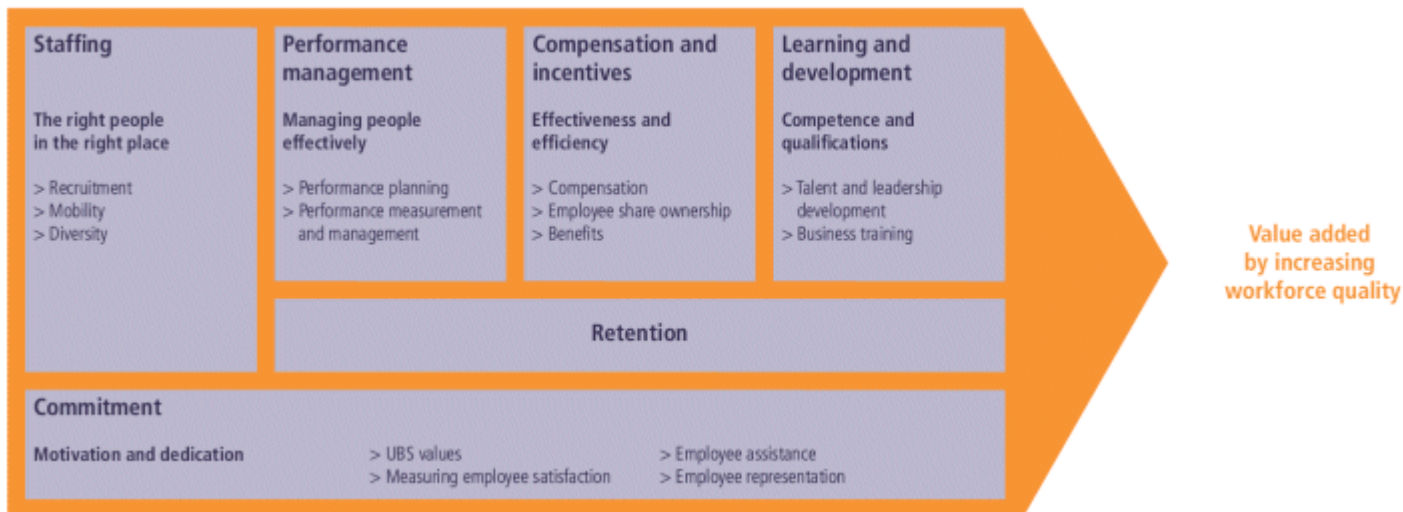 Staffing
The right people
in the right place
> Recruitment
> Mobility
> Diversity
Performance
management
Managing people
effectively
> Performance planning
> Performance measurement
and management
Compensation and
incentives
Effectiveness and
efficiency
> Compensation
> Employee share ownership
> Benefits
Learning and
development
Competence and
qualifications
> Talent and leadership
development
> Business training
Retention
Commitment
Motivation and dedication
> UBS values
> Measuring employee satisfaction
> Employee assistance
> Employee representation
Value added
by increasing
workforce quality